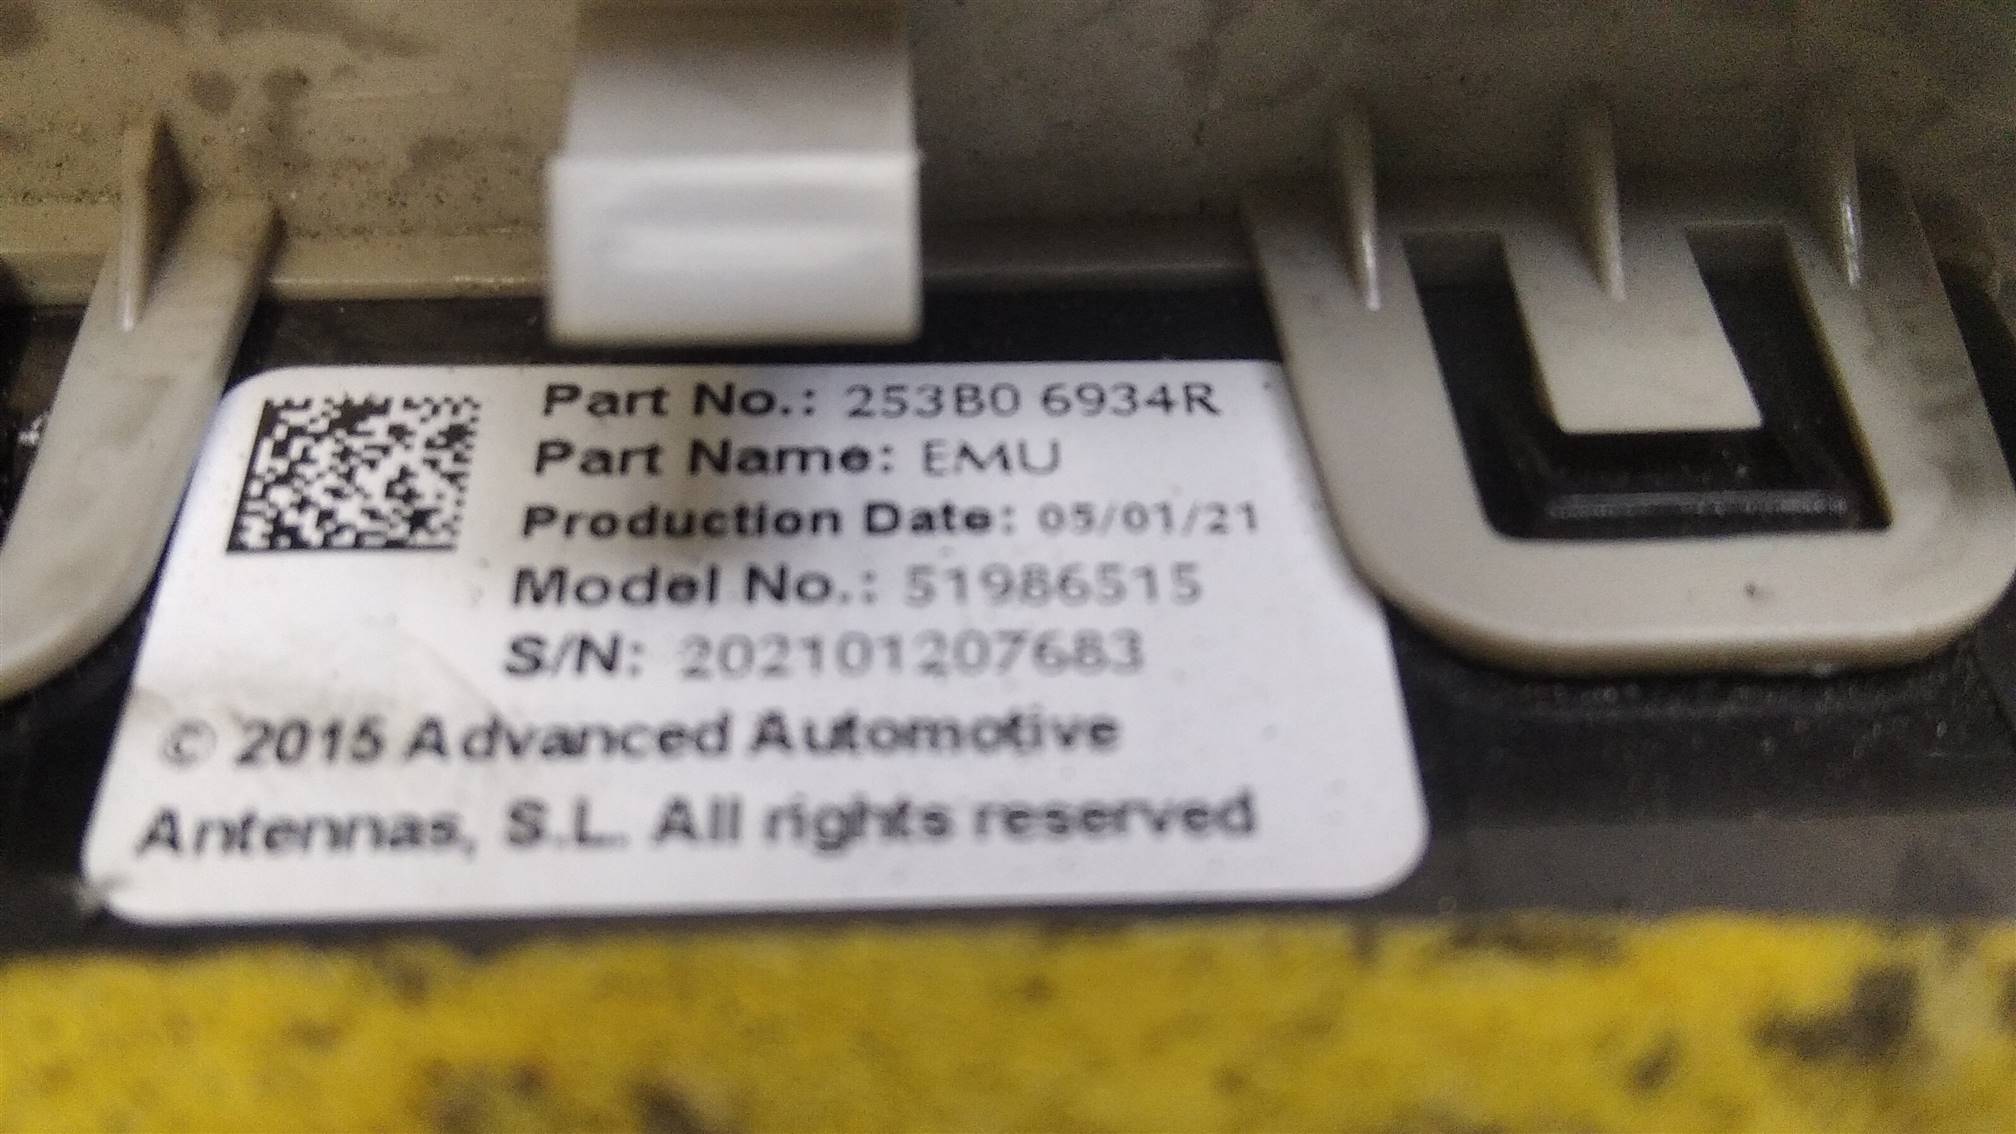 Part No.: 253B0 6934R
Part Name: EMU
Production Date: 05/01/21
Model No.: 51986515
S/N: 202101207683
© 2015 Advanced Automotive
Antennas, S.L. All rights reserved